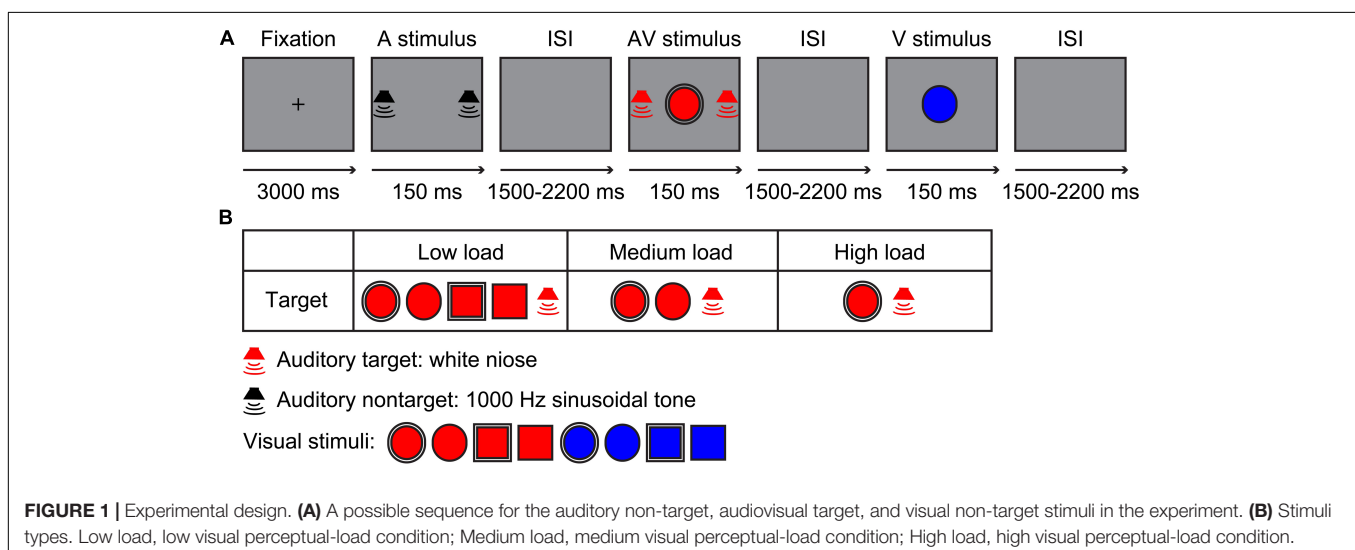 A Fixation A stimulus ISI AV stimulus ISI V stimulus ISI
+
3000 ms 150 ms 1500-2200 ms 150 ms 1500-2200 ms 150 ms 1500-2200 ms
B
Low load Medium load High load
Target
Auditory target: white niose
Auditory nontarget: 1000 Hz sinusoidal tone
Visual stimuli:
FIGURE 1 | Experimental design. (A) A possible sequence for the auditory non-target, audiovisual target, and visual non-target stimuli in the experiment. (B) Stimuli
types. Low load, low visual perceptual-load condition; Medium load, medium visual perceptual-load condition; High load, high visual perceptual-load condition.